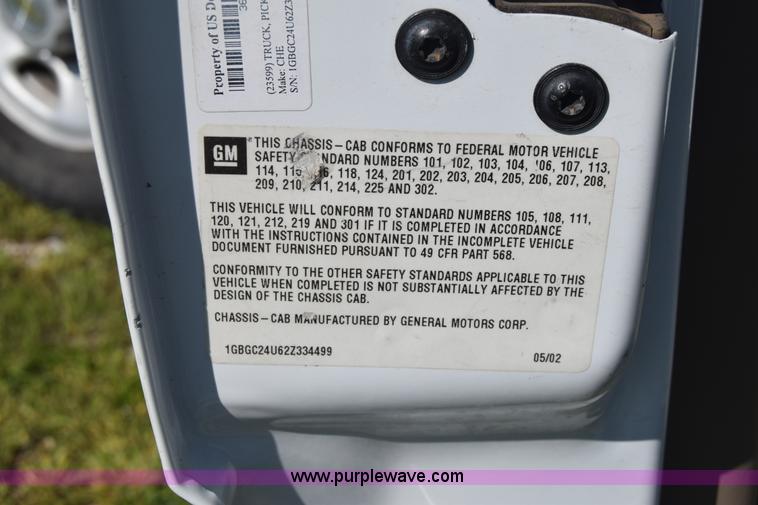 Property of US De
36
(23599) TRUCK, PICK
Make: CHE
S/N: 1GBGC24U62Z3
GM
THIS CHASSIS-CAB CONFORMS TO FEDERAL MOTOR VEHICLE
SAFETY STANDARD NUMBERS 101, 102, 103, 104, 106, 107, 113,
114, 115, 116, 118, 124, 201, 202, 203, 204, 205, 206, 207, 208,
209, 210, 211, 214, 225 AND 302.
THIS VEHICLE WILL CONFORM TO STANDARD NUMBERS 105, 108, 111,
120, 121, 212, 219 AND 301 IF IT IS COMPLETED IN ACCORDANCE
WITH THE INSTRUCTIONS CONTAINED IN THE INCOMPLETE VEHICLE
DOCUMENT FURNISHED PURSUANT TO 49 CFR PART 568.
CONFORMITY TO THE OTHER SAFETY STANDARDS APPLICABLE TO THIS
VEHICLE WHEN COMPLETED IS NOT SUBSTANTIALLY AFFECTED BY THE
DESIGN OF THE CHASSIS CAB.
CHASSIS-CAB MANUFACTURED BY GENERAL MOTORS CORP.
1GBGC24U62Z334499 05/02
www.purplewave.com